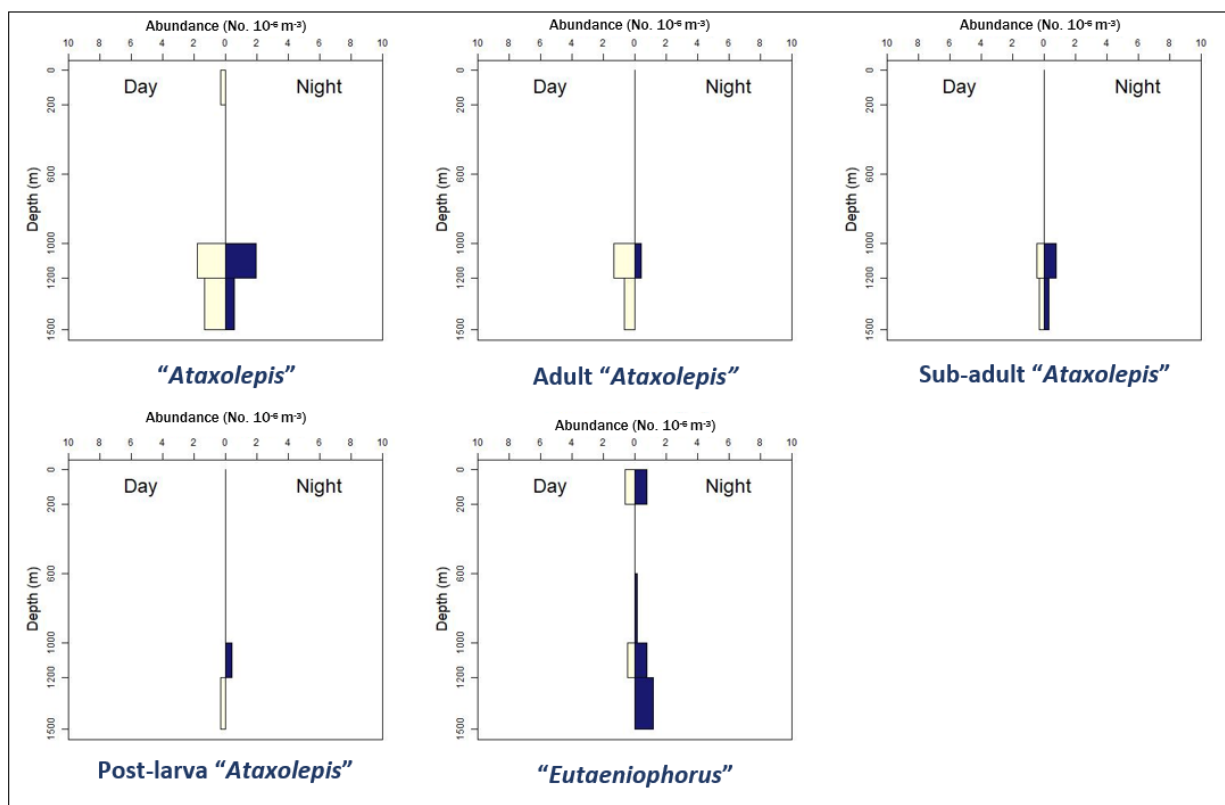 Abundance (No. 10⁻⁶ m⁻³)
10 8 6 4 2 0 2 4 6 8 10
Day Night
Depth (m)
0
200
600
1000
1200
1500
“Ataxolepis”
Abundance (No. 10⁻⁶ m⁻³)
10 8 6 4 2 0 2 4 6 8 10
Day Night
Depth (m)
0
200
600
1000
1200
1500
Adult “Ataxolepis”
Abundance (No. 10⁻⁶ m⁻³)
10 8 6 4 2 0 2 4 6 8 10
Day Night
Depth (m)
0
200
600
1000
1200
1500
Sub-adult “Ataxolepis”
Abundance (No. 10⁻⁶ m⁻³)
10 8 6 4 2 0 2 4 6 8 10
Day Night
Depth (m)
0
200
600
1000
1200
1500
Post-larva “Ataxolepis”
Abundance (No. 10⁻⁶ m⁻³)
10 8 6 4 2 0 2 4 6 8 10
Day Night
Depth (m)
0
200
600
1000
1200
1500
“Eutaeniophorus”